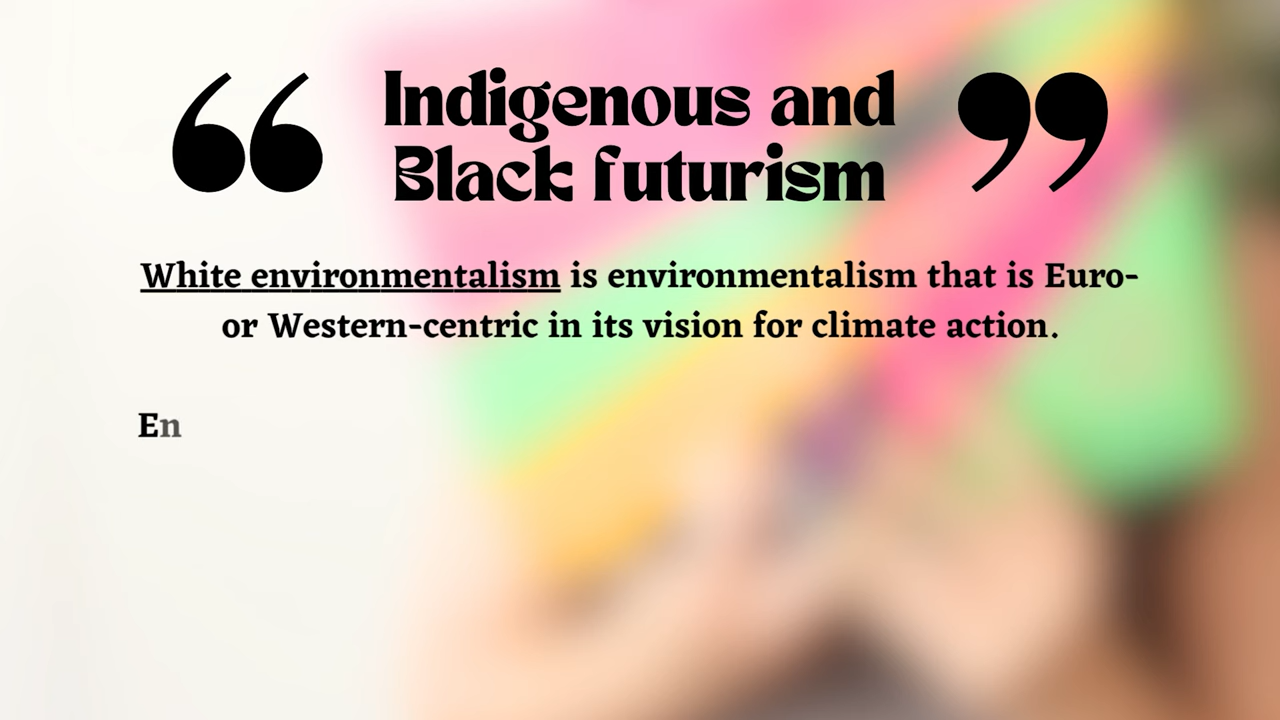 “ Indigenous and ”
Black futurism
White environmentalism is environmentalism that is Euro-
or Western-centric in its vision for climate action.
En